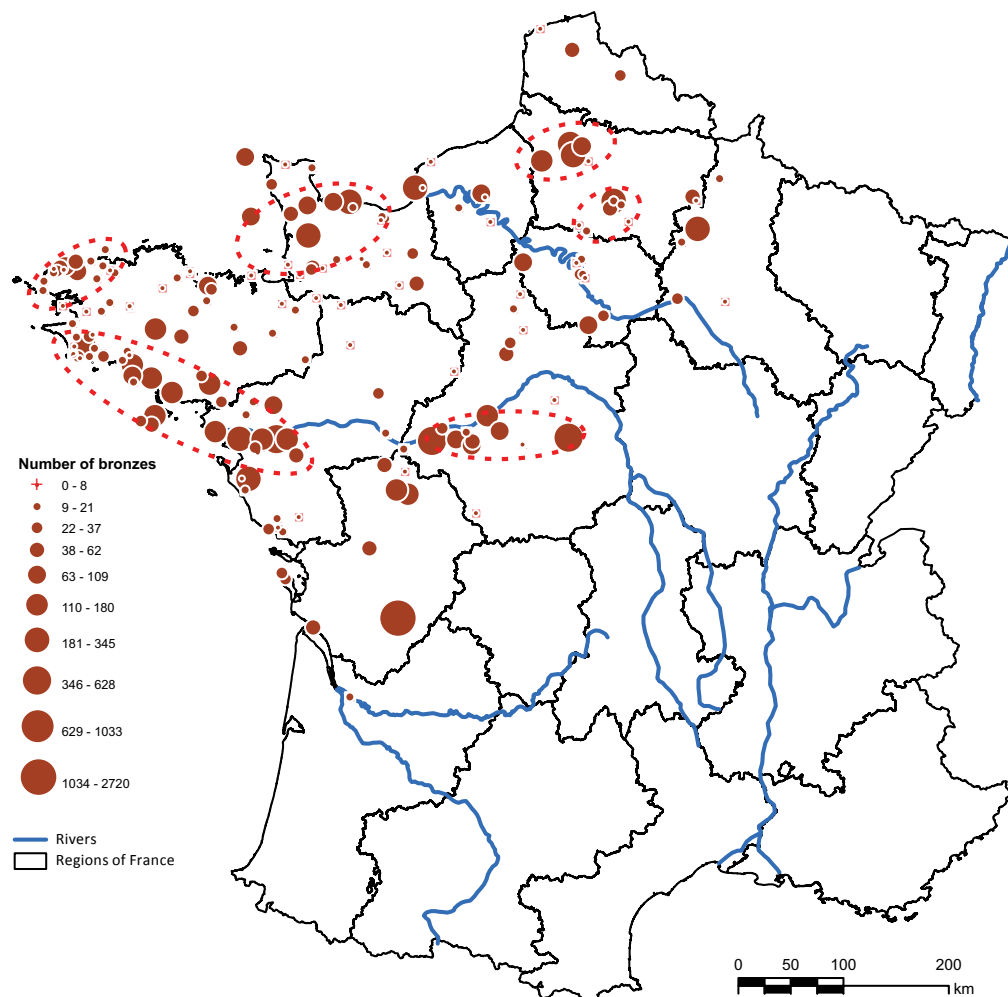 Number of bronzes
0 - 8
9 - 21
22 - 37
38 - 62
63 - 109
110 - 180
181 - 345
346 - 628
629 - 1033
1034 - 2720
Rivers
Regions of France
0 50 100 200
km